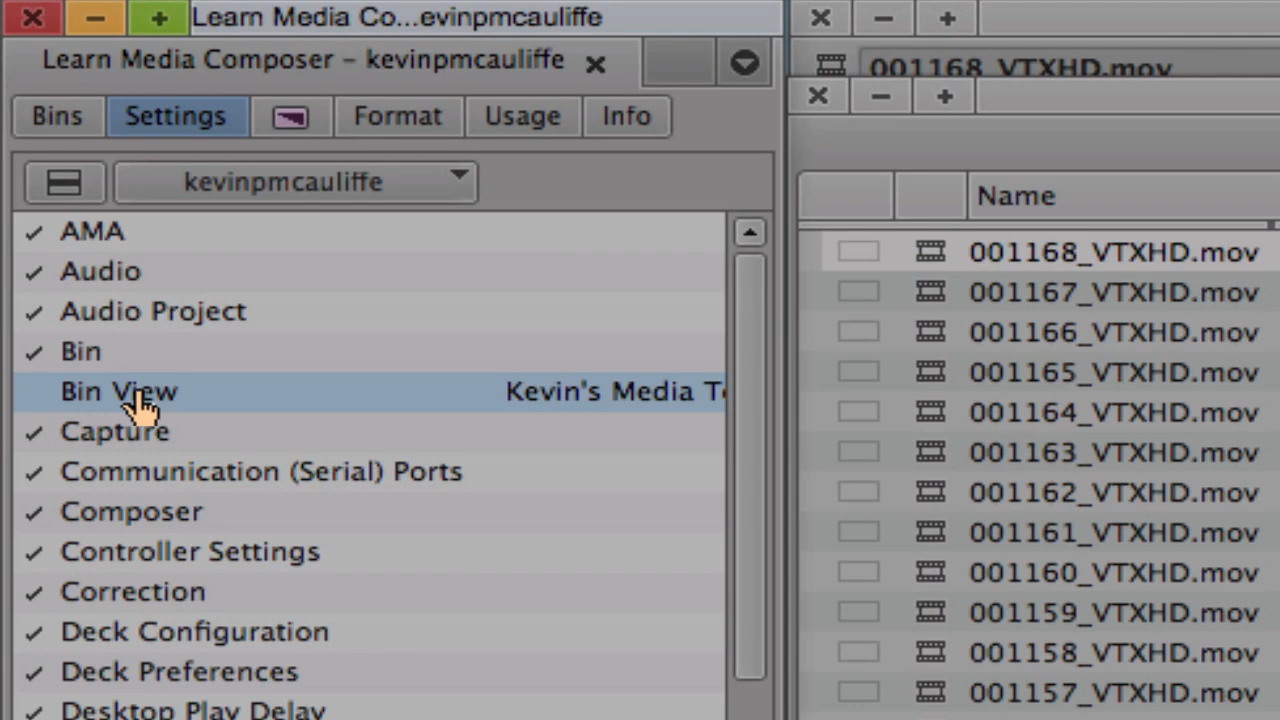 Learn Media Co...evinpmcauliffe
Learn Media Composer – kevinpmcauliffe
Bins Settings Format Usage Info
kevinpmcauliffe
AMA
Audio
Audio Project
Bin
Bin View Kevin's Media
Capture
Communication (Serial) Ports
Composer
Controller Settings
Correction
Deck Configuration
Deck Preferences
Desktop Play Delay
001168_VTXHD.mov
Name
001168_VTXHD.mov
001167_VTXHD.mov
001166_VTXHD.mov
001165_VTXHD.mov
001164_VTXHD.mov
001163_VTXHD.mov
001162_VTXHD.mov
001161_VTXHD.mov
001160_VTXHD.mov
001159_VTXHD.mov
001158_VTXHD.mov
001157_VTXHD.mov